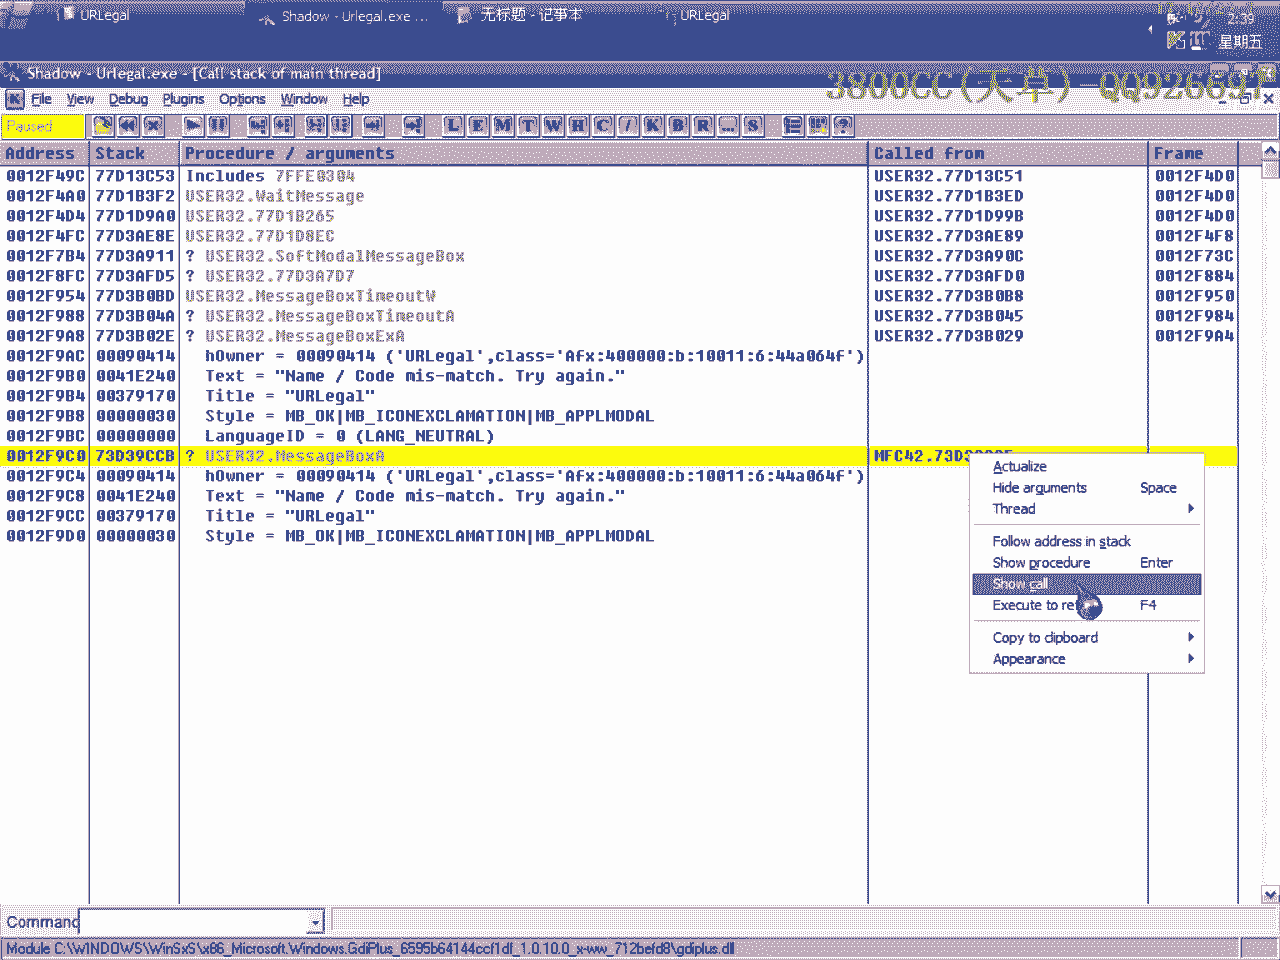 URLegal
Shadow - Urlegal.exe ...
无标题 - 记事本
URLegal
2:39
星期五
Shadow - Urlegal.exe - [Call stack of main thread]
3800CC(天草)-QQ9266
File View Debug Plugins Options Window Help
Paused
L E M T W H C / K B R ... S
Address Stack Procedure / arguments Called from Frame
0012F49C 77D13C53 Includes 7FFE0304 USER32.77D13C51 0012F4D0
0012F4A0 77D1B3F2 USER32.WaitMessage USER32.77D1B3ED 0012F4D0
0012F4D4 77D1D9A0 USER32.77D1B265 USER32.77D1D99B 0012F4D0
0012F4FC 77D3AE8E USER32.77D1D8EC USER32.77D3AE89 0012F4F8
0012F7B4 77D3A911 ? USER32.SoftModalMessageBox USER32.77D3A90C 0012F73C
0012F8FC 77D3AFD5 ? USER32.77D3A7D7 USER32.77D3AFD0 0012F884
0012F954 77D3B0BD USER32.MessageBoxTimeoutW USER32.77D3B0B8 0012F950
0012F988 77D3B04A ? USER32.MessageBoxTimeoutA USER32.77D3B045 0012F984
0012F9A8 77D3B02E ? USER32.MessageBoxExA USER32.77D3B029 0012F9A4
0012F9AC 00090414 hOwner = 00090414 ('URLegal',class='Afx:400000:b:10011:6:44a064f')
0012F9B0 0041E240 Text = "Name / Code mis-match. Try again."
0012F9B4 00379170 Title = "URLegal"
0012F9B8 00000030 Style = MB_OK|MB_ICONEXCLAMATION|MB_APPLMODAL
0012F9BC 00000000 LanguageID = 0 (LANG_NEUTRAL)
0012F9C0 73D39CCB ? USER32.MessageBoxA
0012F9C4 00090414 hOwner = 00090414 ('URLegal',class='Afx:400000:b:10011:6:44a064f')
0012F9C8 0041E240 Text = "Name / Code mis-match. Try again."
0012F9CC 00379170 Title = "URLegal"
0012F9D0 00000030 Style = MB_OK|MB_ICONEXCLAMATION|MB_APPLMODAL
Actualize
Hide arguments Space
Thread
Follow address in stack
Show procedure Enter
Show call
Execute to F4
Copy to clipboard
Appearance
Command
Module C:\WINDOWS\WinSxS\x86_Microsoft.Windows.GdiPlus_6595b64144ccf1df_1.0.10.0_x-ww_712befd8\gdiplus.dll